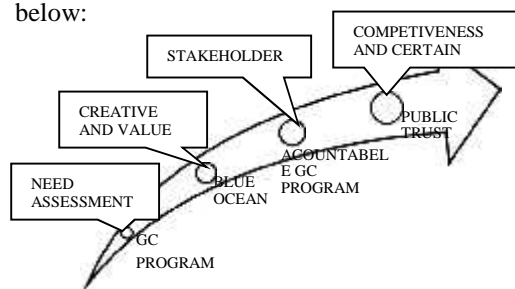 below:
COMPETIVENESS
AND CERTAIN
STAKEHOLDER
CREATIVE
AND VALUE
PUBLIC
TRUST
ACOUNTABEL
E GC
PROGRAM
BLUE
OCEAN
NEED
ASSESSMENT
GC
PROGRAM